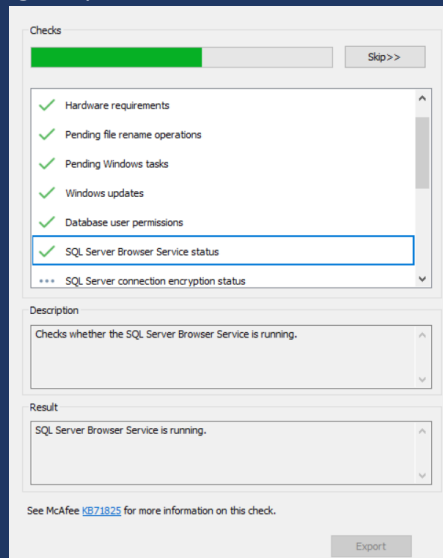 Checks
Skip>>
Hardware requirements
Pending file rename operations
Pending Windows tasks
Windows updates
Database user permissions
SQL Server Browser Service status
SQL Server connection encryption status
Description
Checks whether the SQL Server Browser Service is running.
Result
SQL Server Browser Service is running.
See McAfee KB71825 for more information on this check.
Export